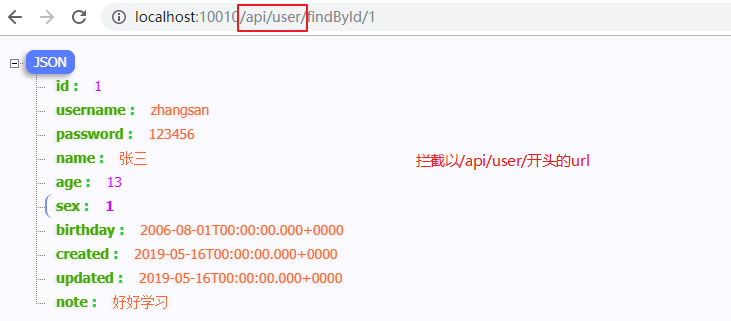 localhost:10010/api/user/findById/1
JSON
id : 1
username : zhangsan
password : 123456
name : 张三
拦截以/api/user/开头的url
age : 13
sex : 1
birthday : 2006-08-01T00:00:00.000+0000
created : 2019-05-16T00:00:00.000+0000
updated : 2019-05-16T00:00:00.000+0000
note : 好好学习